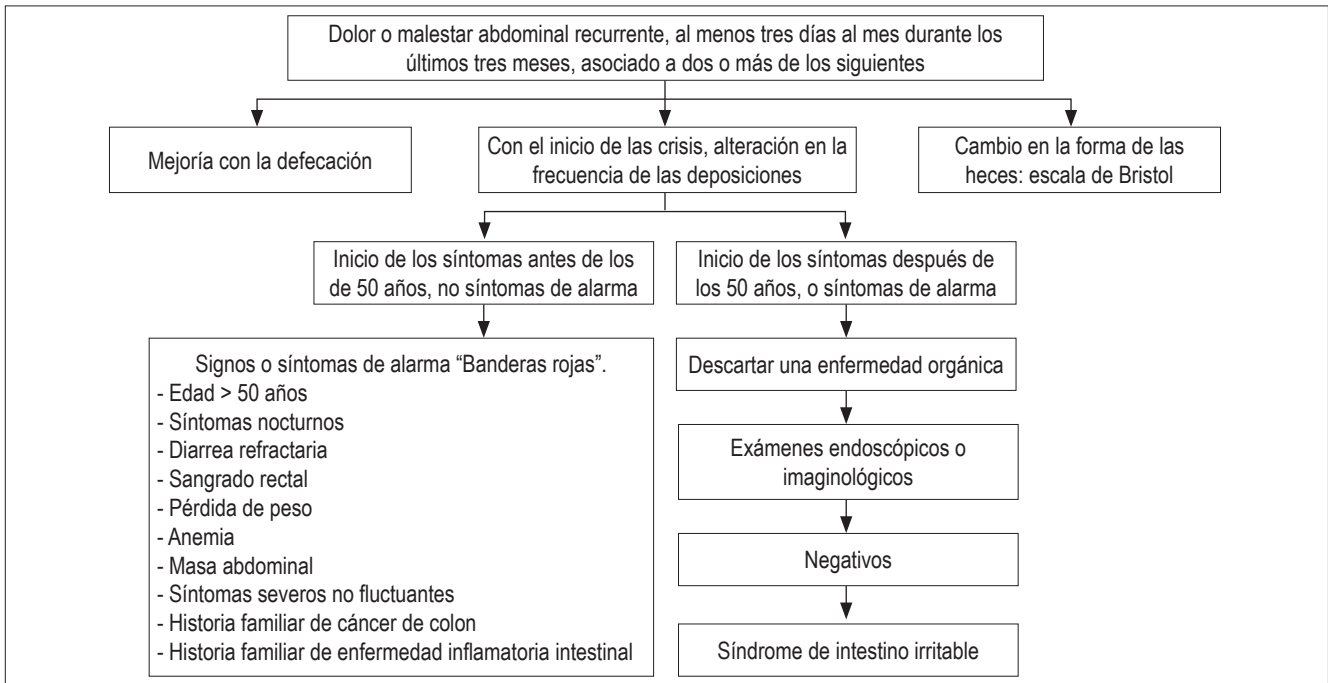 Dolor o malestar abdominal recurrente, al menos tres días al mes durante los
últimos tres meses, asociado a dos o más de los siguientes
Mejoría con la defecación
Con el inicio de las crisis, alteración en la
frecuencia de las deposiciones
Cambio en la forma de las
heces: escala de Bristol
Inicio de los síntomas antes de los
de 50 años, no síntomas de alarma
Inicio de los síntomas después de
los 50 años, o síntomas de alarma
Signos o síntomas de alarma “Banderas rojas”.
- Edad > 50 años
- Síntomas nocturnos
- Diarrea refractaria
- Sangrado rectal
- Pérdida de peso
- Anemia
- Masa abdominal
- Síntomas severos no fluctuantes
- Historia familiar de cáncer de colon
- Historia familiar de enfermedad inflamatoria intestinal
Descartar una enfermedad orgánica
Exámenes endoscópicos o
imaginológicos
Negativos
Síndrome de intestino irritable